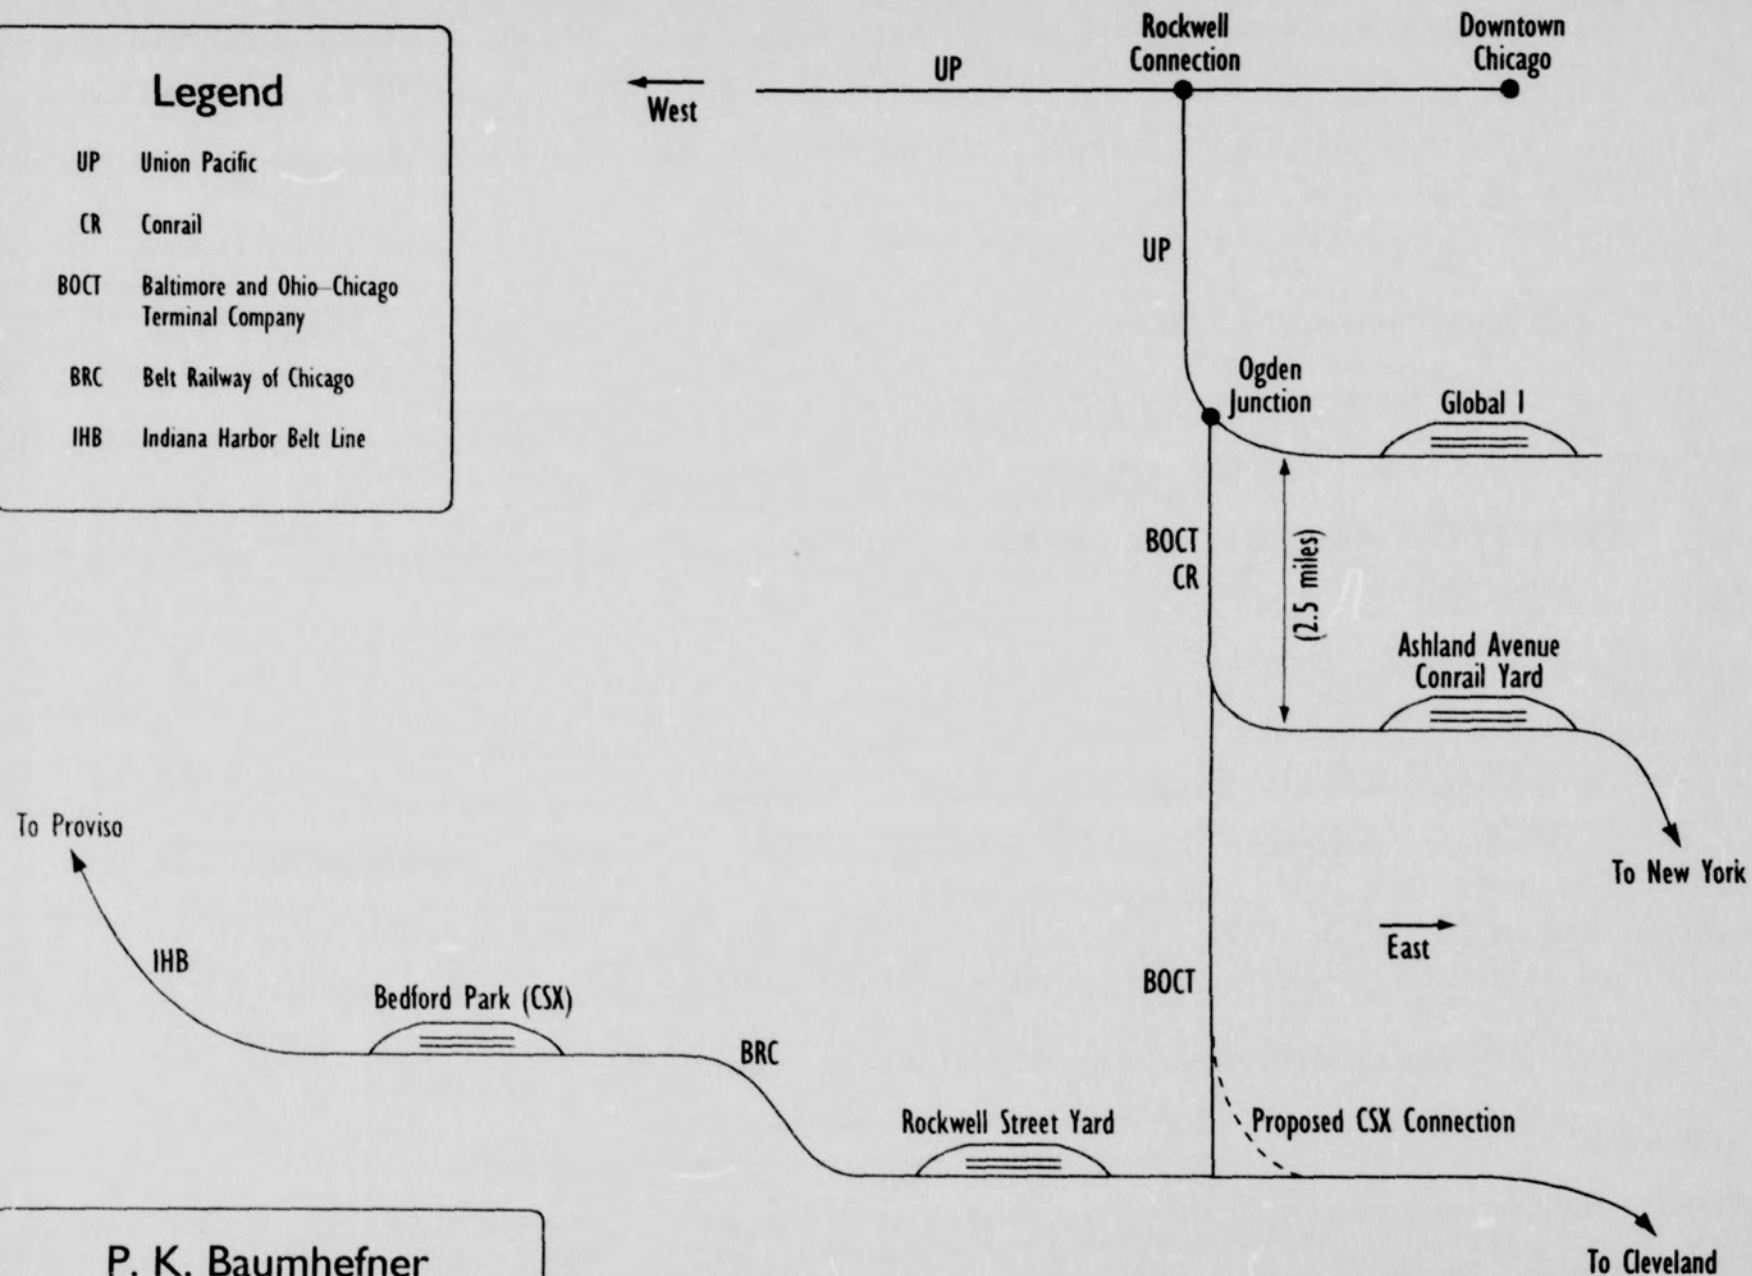 Legend
UP Union Pacific
CR Conrail
BOCT Baltimore and Ohio–Chicago
Terminal Company
BRC Belt Railway of Chicago
IHB Indiana Harbor Belt Line
West
UP
Rockwell
Connection
Downtown
Chicago
UP
Ogden
Junction
Global I
BOCT
CR
(2.5 miles)
Ashland Avenue
Conrail Yard
To New York
East
To Proviso
IHB
Bedford Park (CSX)
BRC
BOCT
Rockwell Street Yard
Proposed CSX Connection
To Cleveland
P. K. Baumhefner